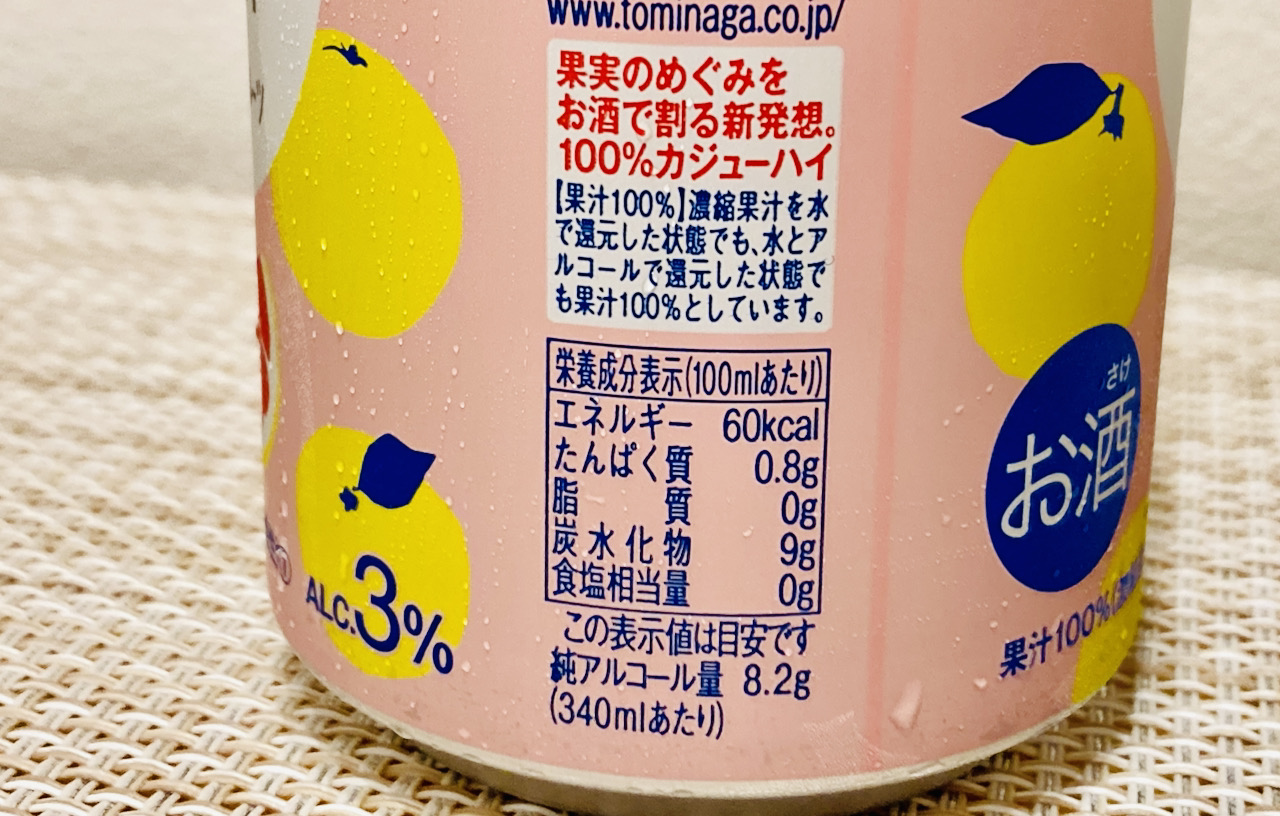 www.tominaga.co.jp/
果実のめぐみを
お酒で割る新発想。
100%カジューハイ
【果汁100%】濃縮果汁を水
で還元した状態でも、水とア
ルコールで還元した状態で
も果汁100%としています。
栄養成分表示(100mlあたり)
エネルギー 60kcal
たんぱく質 0.8g
脂質 0g
炭水化物 9g
食塩相当量 0g
この表示値は目安です
純アルコール量 8.2g
(340mlあたり)
ALC.3%
さけ
お酒
果汁100%